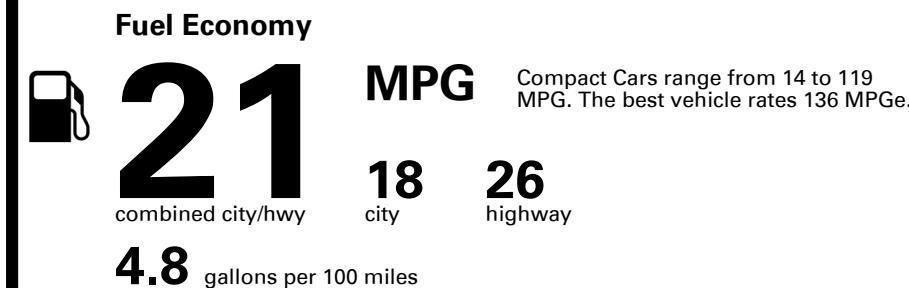 Fuel Economy
21 MPG
Compact Cars range from 14 to 119
MPG. The best vehicle rates 136 MPGe.
18 26
combined city/hwy city highway
4.8 gallons per 100 miles